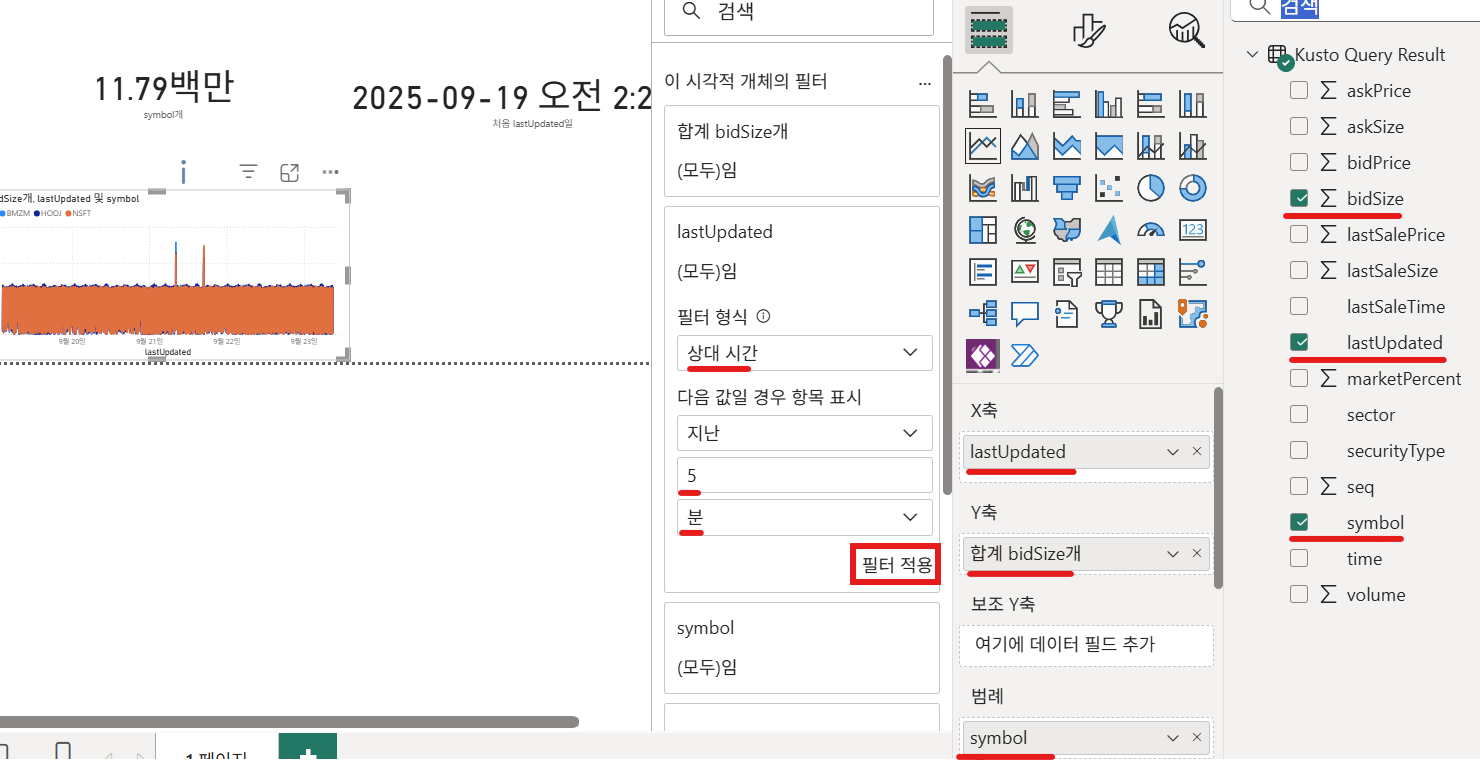 11.79백만
symbol개
2025-09-19 오전 2:2
처음 lastUpdated일
dSize개, lastUpdated 및 symbol
BMZM HOOJ NSFT
9월 20일 9월 21일 9월 22일 9월 23일
lastUpdated
1 페이지
검색
이 시각적 개체의 필터
...
합계 bidSize개
(모두)임
lastUpdated
(모두)임
필터 형식
상대 시간
다음 값일 경우 항목 표시
지난
5
분
필터 적용
symbol
(모두)임
123
X축
lastUpdated
Y축
합계 bidSize개
보조 Y축
여기에 데이터 필드 추가
범례
symbol
검색
Kusto Query Result
askPrice
askSize
bidPrice
bidSize
lastSalePrice
lastSaleSize
lastSaleTime
lastUpdated
marketPercent
sector
securityType
seq
symbol
time
volume